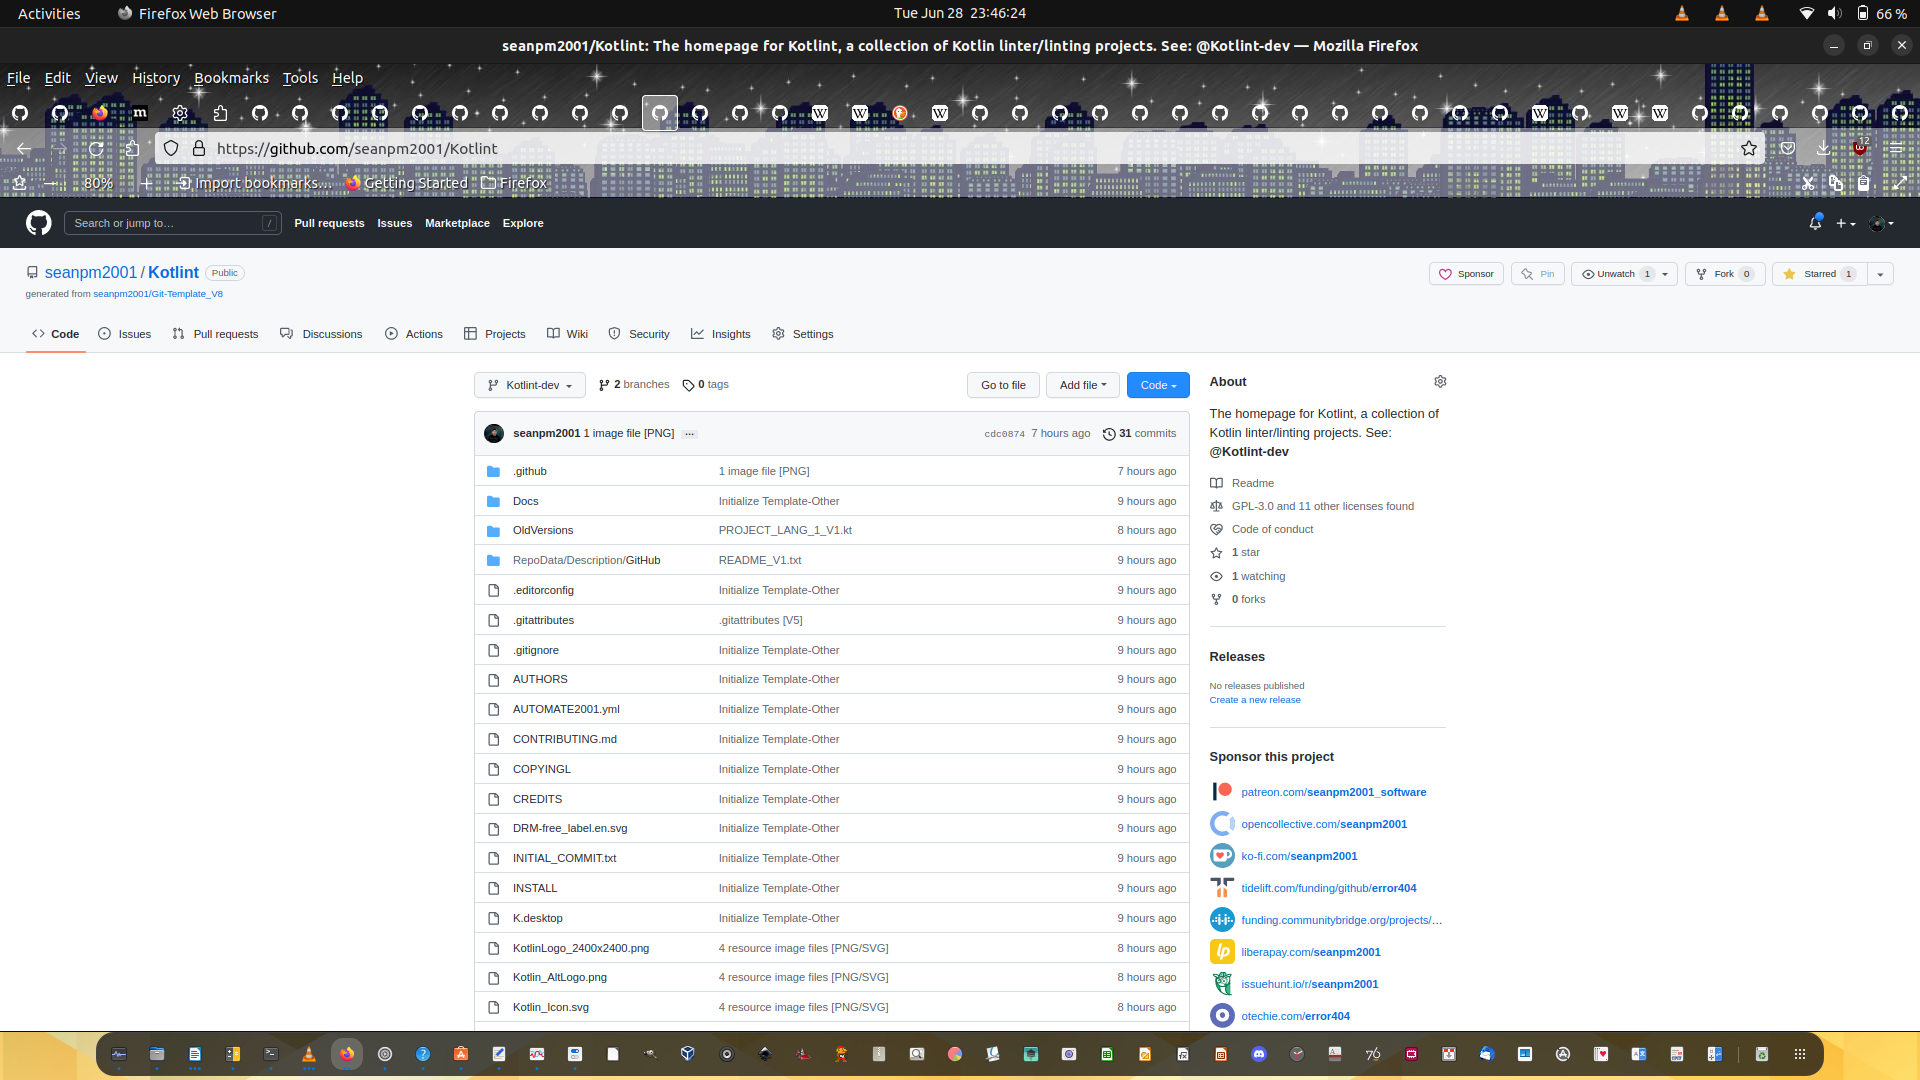 Activities
Firefox Web Browser
Tue Jun 28 23:46:24
66 %
seanpm2001/Kotlint: The homepage for Kotlint, a collection of Kotlin linter/linting projects. See: @Kotlint-dev — Mozilla Firefox
File Edit View History Bookmarks Tools Help
https://github.com/seanpm2001/Kotlint
12
80%
Import bookmarks...
Getting Started
Firefox
Search or jump to...
/
Pull requests Issues Marketplace Explore
seanpm2001 / Kotlint Public
generated from seanpm2001/Git-Template_V8
Sponsor
Pin
Unwatch 1
Fork 0
Starred 1
Code Issues Pull requests Discussions Actions Projects Wiki Security Insights Settings
Kotlint-dev 2 branches 0 tags
Go to file Add file Code
seanpm2001 1 image file [PNG] ... cdc0874 7 hours ago 31 commits
.github 1 image file [PNG] 7 hours ago
Docs Initialize Template-Other 9 hours ago
OldVersions PROJECT_LANG_1_V1.kt 8 hours ago
RepoData/Description/GitHub README_V1.txt 9 hours ago
.editorconfig Initialize Template-Other 9 hours ago
.gitattributes .gitattributes [V5] 9 hours ago
.gitignore Initialize Template-Other 9 hours ago
AUTHORS Initialize Template-Other 9 hours ago
AUTOMATE2001.yml Initialize Template-Other 9 hours ago
CONTRIBUTING.md Initialize Template-Other 9 hours ago
COPYINGL Initialize Template-Other 9 hours ago
CREDITS Initialize Template-Other 9 hours ago
DRM-free_label.en.svg Initialize Template-Other 9 hours ago
INITIAL_COMMIT.txt Initialize Template-Other 9 hours ago
INSTALL Initialize Template-Other 9 hours ago
K.desktop Initialize Template-Other 9 hours ago
KotlinLogo_2400x2400.png 4 resource image files [PNG/SVG] 8 hours ago
Kotlin_AltLogo.png 4 resource image files [PNG/SVG] 8 hours ago
Kotlin_Icon.svg 4 resource image files [PNG/SVG] 8 hours ago
About
The homepage for Kotlint, a collection of
Kotlin linter/linting projects. See:
@Kotlint-dev
Readme
GPL-3.0 and 11 other licenses found
Code of conduct
1 star
1 watching
0 forks
Releases
No releases published
Create a new release
Sponsor this project
patreon.com/seanpm2001_software
opencollective.com/seanpm2001
ko-fi.com/seanpm2001
tidelift.com/funding/github/error404
funding.communitybridge.org/projects/...
liberapay.com/seanpm2001
issuehunt.io/r/seanpm2001
otechie.com/error404